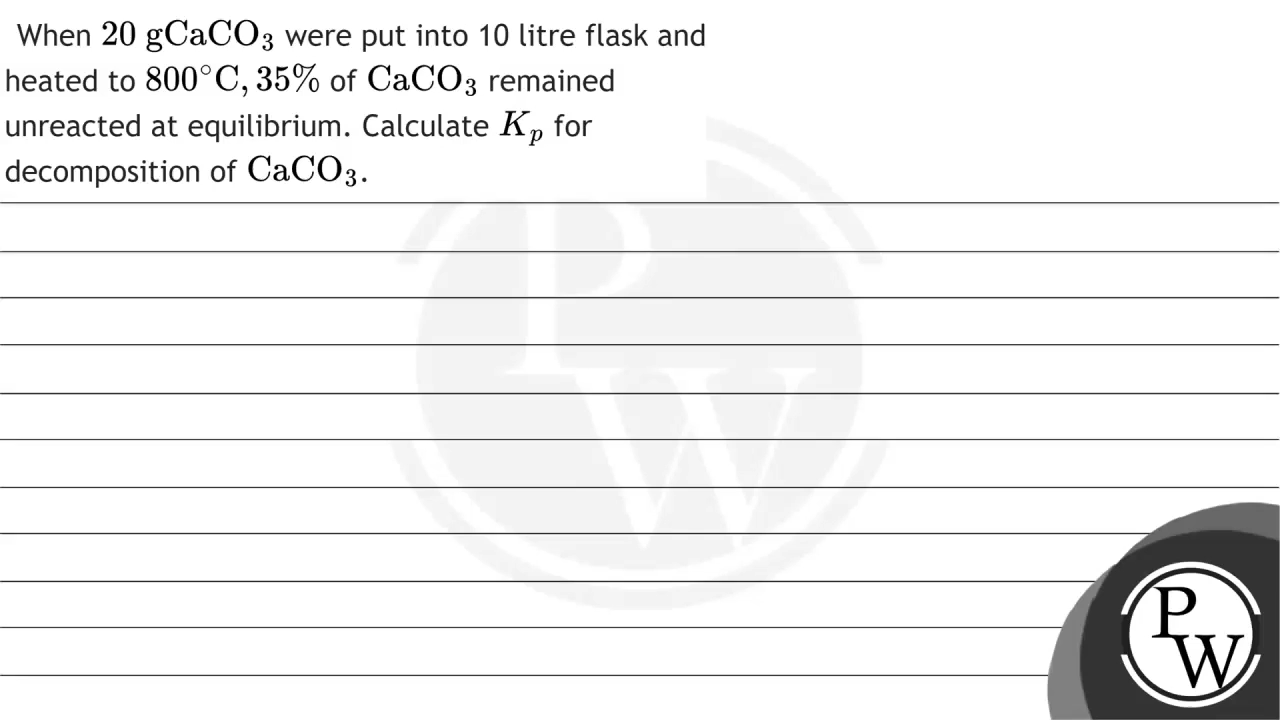 When 20 gCaCO₃ were put into 10 litre flask and
heated to 800°C, 35% of CaCO₃ remained
unreacted at equilibrium. Calculate Kₚ for
decomposition of CaCO₃.
PW
PW